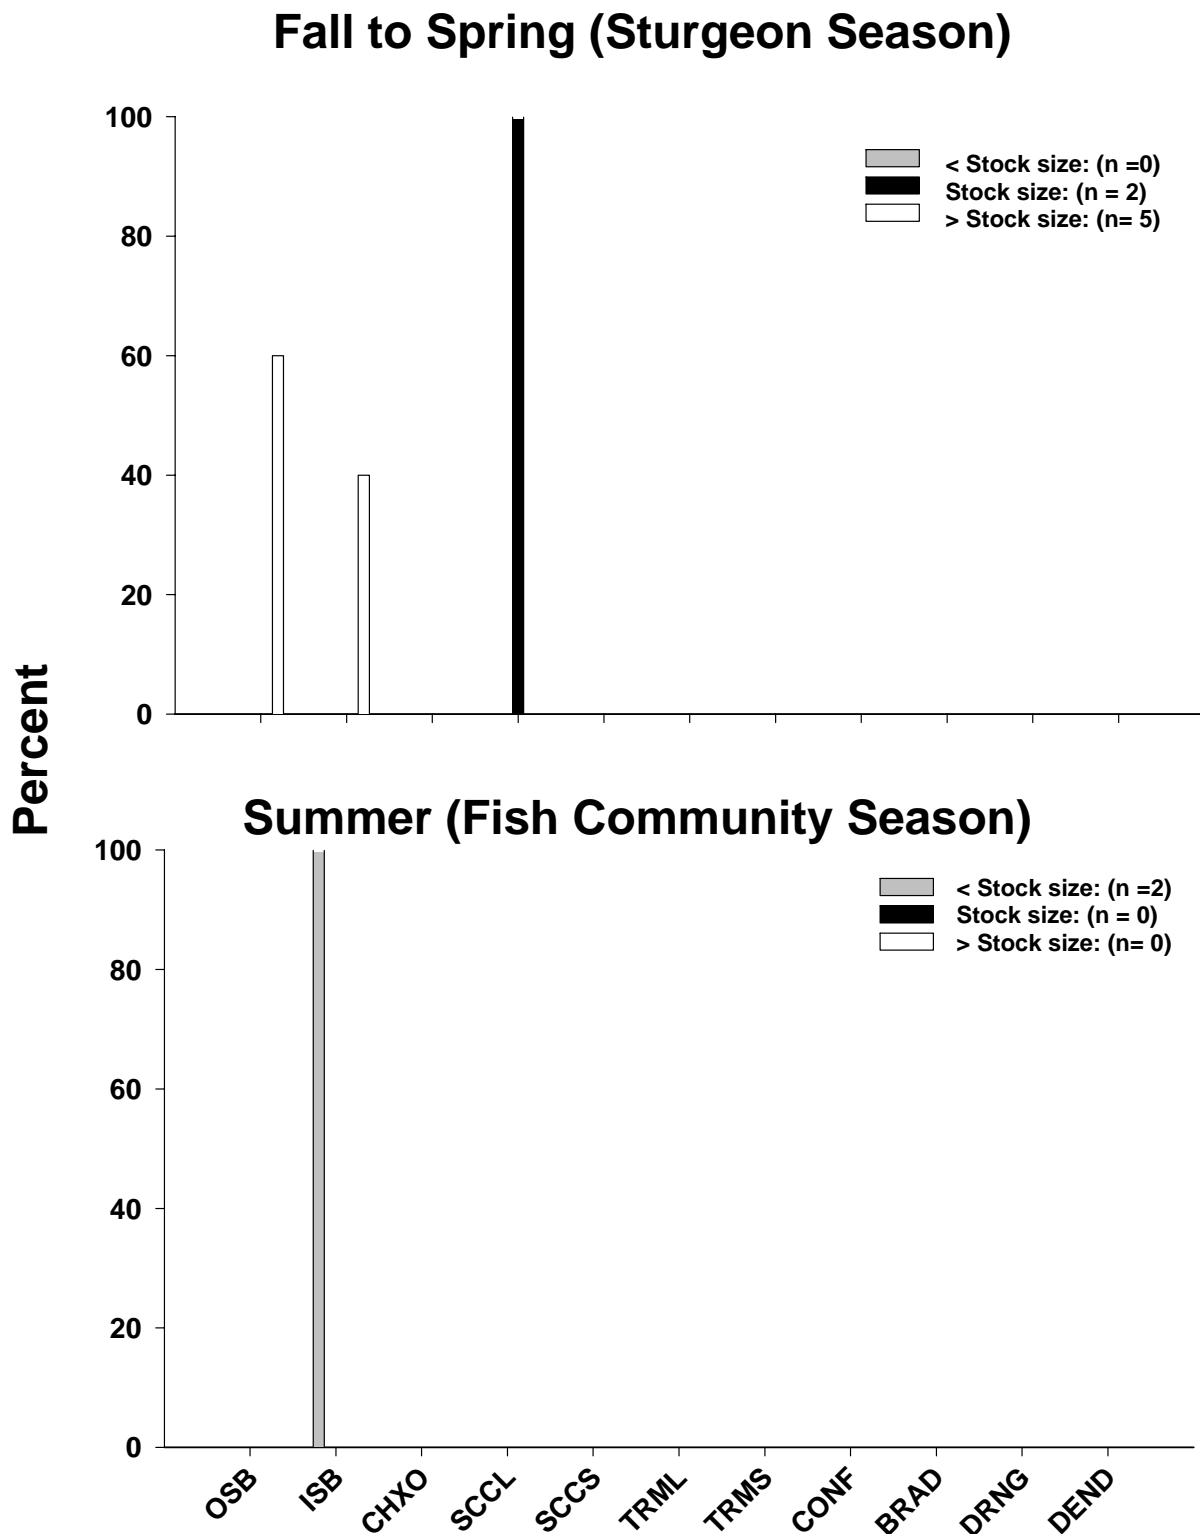 Fall to Spring (Sturgeon Season)
100
80
60
40
20
0
< Stock size: (n =0)
Stock size: (n = 2)
> Stock size: (n= 5)
Percent
Summer (Fish Community Season)
100
80
60
40
20
0
< Stock size: (n =2)
Stock size: (n = 0)
> Stock size: (n= 0)
OSB
ISB
CHXO
SCCL
SCCS
TRML
TRMS
CONF
BRAD
DRNG
DEND